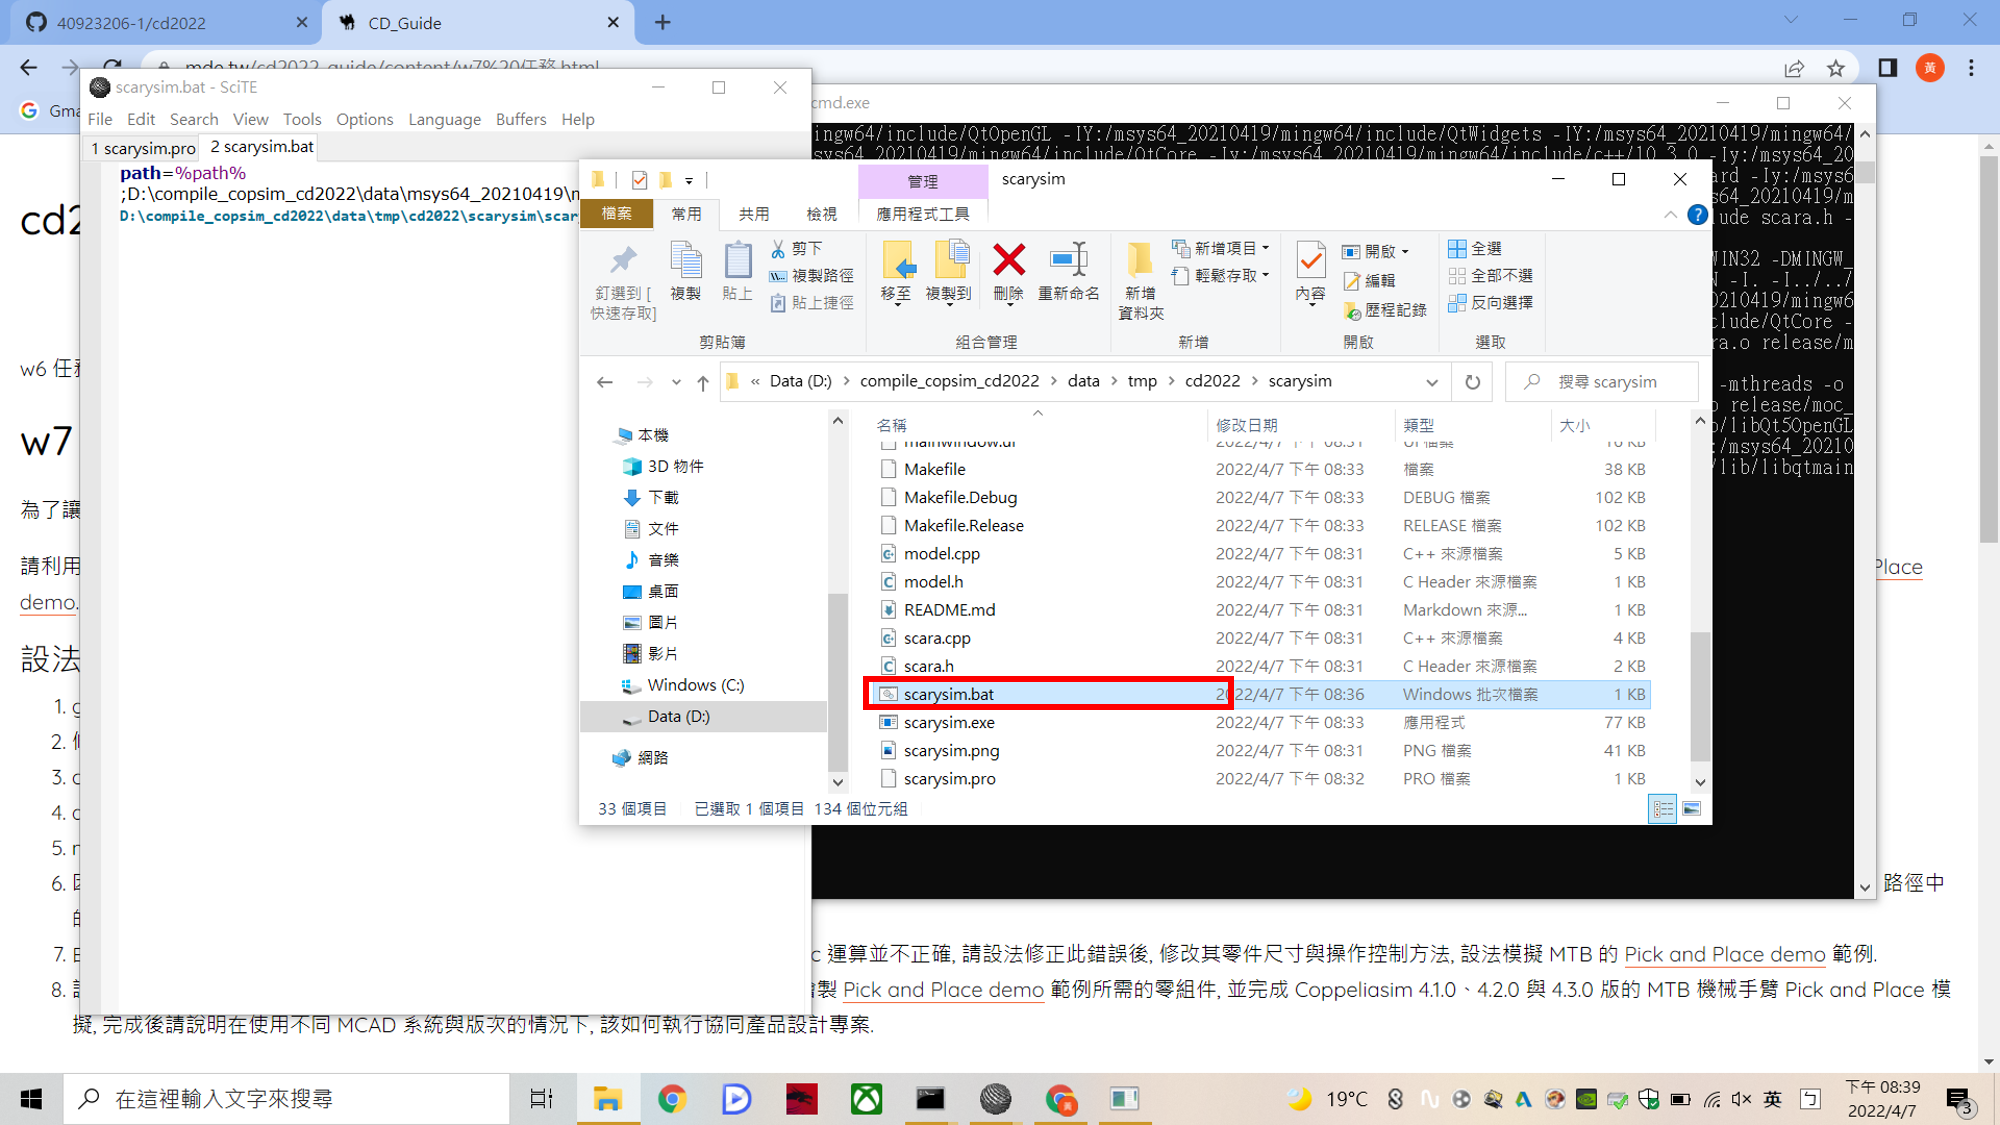 40923206-1/cd2022
CD_Guide
mde.tw/cd2022_guide/content/w7%20任務.html
黃
scarysim.bat - SciTE
cmd.exe
File Edit Search View Tools Options Language Buffers Help
1 scarysim.pro 2 scarysim.bat
path=%path%
;D:\compile_copsim_cd2022\data\msys64_20210419\
D:\compile_copsim_cd2022\data\tmp\cd2022\scarysim\
ingw64/include/QtOpenGL -IY:/msys64_20210419/mingw64/include/QtWidgets -IY:/msys64_20210419/mingw64/
sys64_20210419/mingw64/include/QtCore -Iy:/msys64_20210419/mingw64/include/c++/10.3.0 -Iy:/msys64_20
lude scara.h -
管理
scarysim
檔案 常用 共用 檢視 應用程式工具
釘選到 [
快速存取]
複製
貼上
剪下
複製路徑
貼上捷徑
移至
複製到
刪除
重新命名
新增
資料夾
新增項目
輕鬆存取
內容
開啟
編輯
歷程記錄
全選
全部不選
反向選擇
剪貼簿 組合管理 新增 開啟 選取
WIN32 -DMINGW_
N -I. -I../../
0210419/mingw6
clude/QtCore -
ra.o release/m
-mthreads -o
o release/moc_
/lib/libqtmain
« Data (D:) › compile_copsim_cd2022 › data › tmp › cd2022 › scarysim
搜尋 scarysim
本機
3D 物件
下載
文件
音樂
桌面
圖片
影片
Windows (C:)
Data (D:)
網路
名稱 修改日期 類型 大小
Makefile 2022/4/7 下午 08:33 檔案 38 KB
Makefile.Debug 2022/4/7 下午 08:33 DEBUG 檔案 102 KB
Makefile.Release 2022/4/7 下午 08:33 RELEASE 檔案 102 KB
model.cpp 2022/4/7 下午 08:31 C++ 來源檔案 5 KB
model.h 2022/4/7 下午 08:31 C Header 來源檔案 1 KB
README.md 2022/4/7 下午 08:31 Markdown 來源... 1 KB
scara.cpp 2022/4/7 下午 08:31 C++ 來源檔案 4 KB
scara.h 2022/4/7 下午 08:31 C Header 來源檔案 2 KB
scarysim.bat 2022/4/7 下午 08:36 Windows 批次檔案 1 KB
scarysim.exe 2022/4/7 下午 08:33 應用程式 77 KB
scarysim.png 2022/4/7 下午 08:31 PNG 檔案 41 KB
scarysim.pro 2022/4/7 下午 08:32 PRO 檔案 1 KB
33 個項目 已選取 1 個項目 134 個位元組
w6
w7
為了讓
請利用
Place
demo.
設法
1.
2.
3.
4.
5.
6.
路徑中
7.
c 運算並不正確, 請設法修正此錯誤後, 修改其零件尺寸與操作控制方法, 設法模擬 MTB 的 Pick and Place demo 範例.
8.
製 Pick and Place demo 範例所需的零組件, 並完成 Coppeliasim 4.1.0、4.2.0 與 4.3.0 版的 MTB 機械手臂 Pick and Place 模
擬, 完成後請說明在使用不同 MCAD 系統與版次的情況下, 該如何執行協同產品設計專案.
在這裡輸入文字來搜尋
19°C
英
下午 08:39
2022/4/7
3